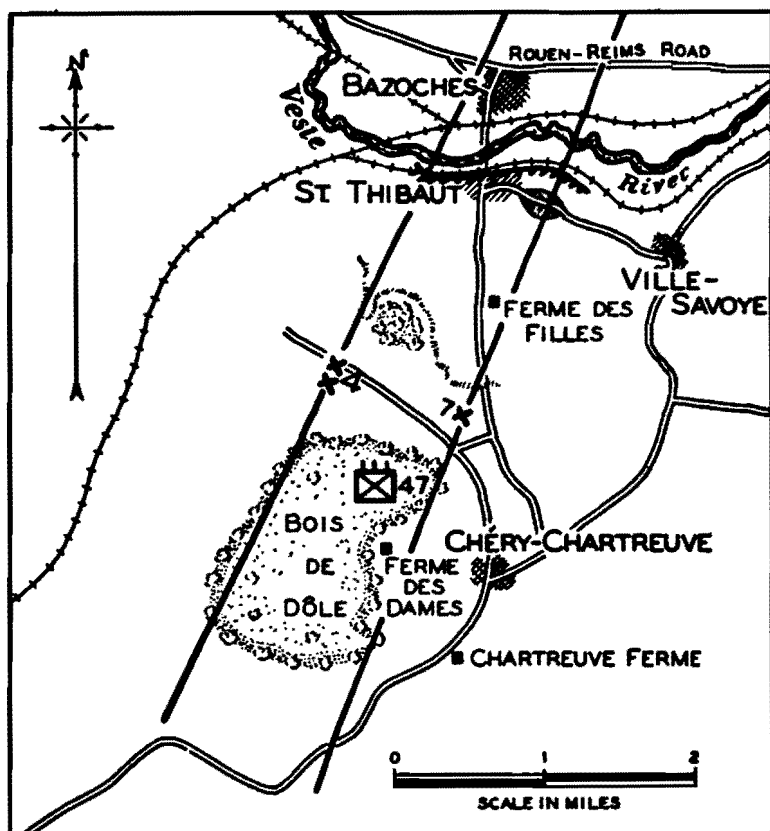 ROUEN-REIMS ROAD
N
BAZOCHES
Vesle
ST. THIBAUT
River
VILLE-
SAVOYE
FERME DES
FILLES
4
7
47
BOIS
DE
DÔLE
CHÉRY-CHARTREUVE
FERME
DES
DAMES
CHARTREUVE FERME
0 1 2
SCALE IN MILES